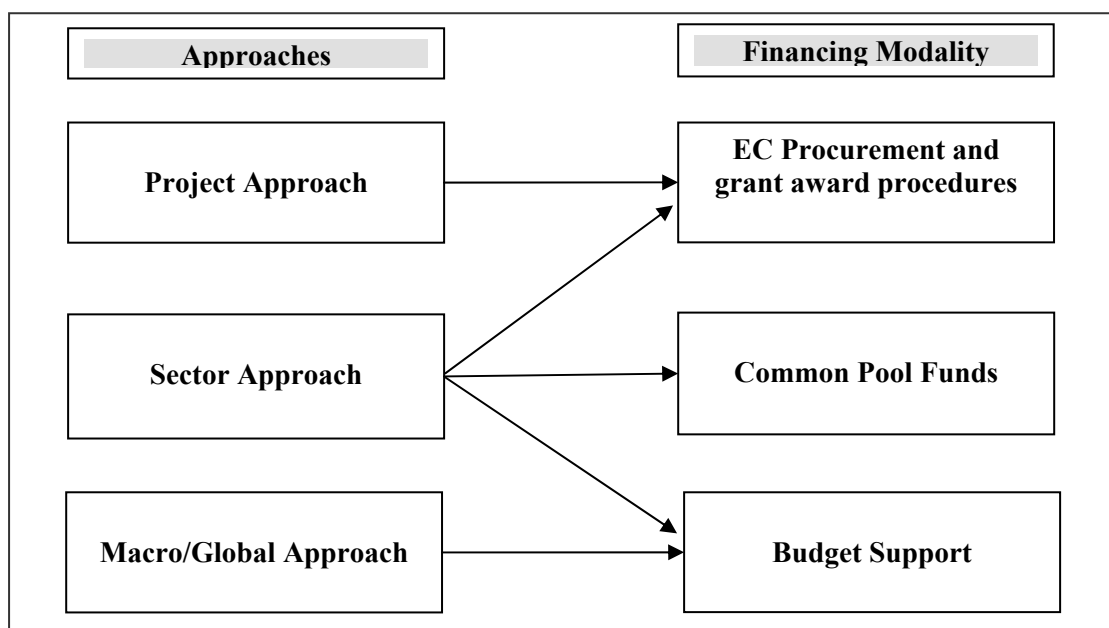 Approaches
Financing Modality
Project Approach
EC Procurement and
grant award procedures
Sector Approach
Common Pool Funds
Macro/Global Approach
Budget Support